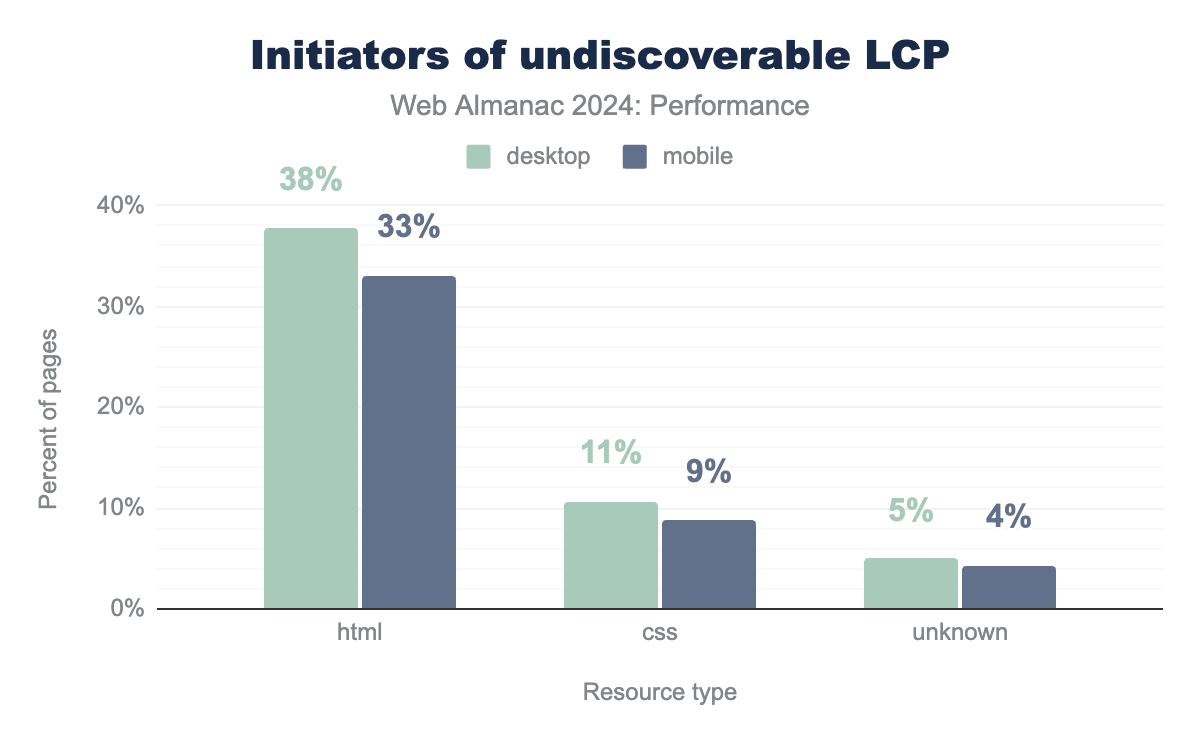 Initiators of undiscoverable LCP
Web Almanac 2024: Performance
desktop mobile
38%
33%
11%
9%
5%
4%
40%
30%
20%
10%
0%
Percent of pages
html css unknown
Resource type